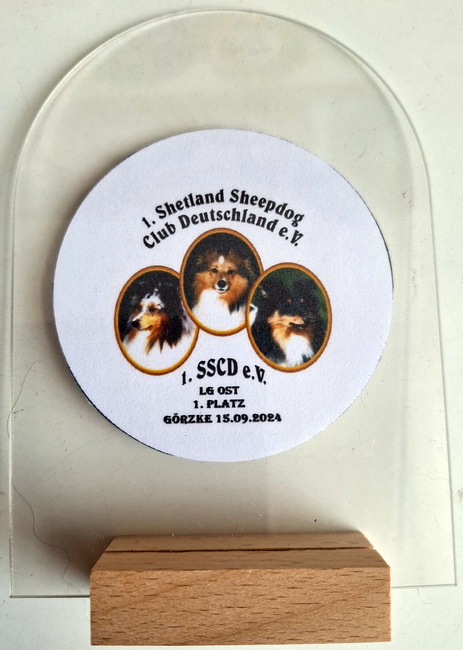 1. Shetland Sheepdog
Club Deutschland e.V.
1. SSCD e.V.
LG OST
1. PLATZ
GÖRZKE 15.09.2024